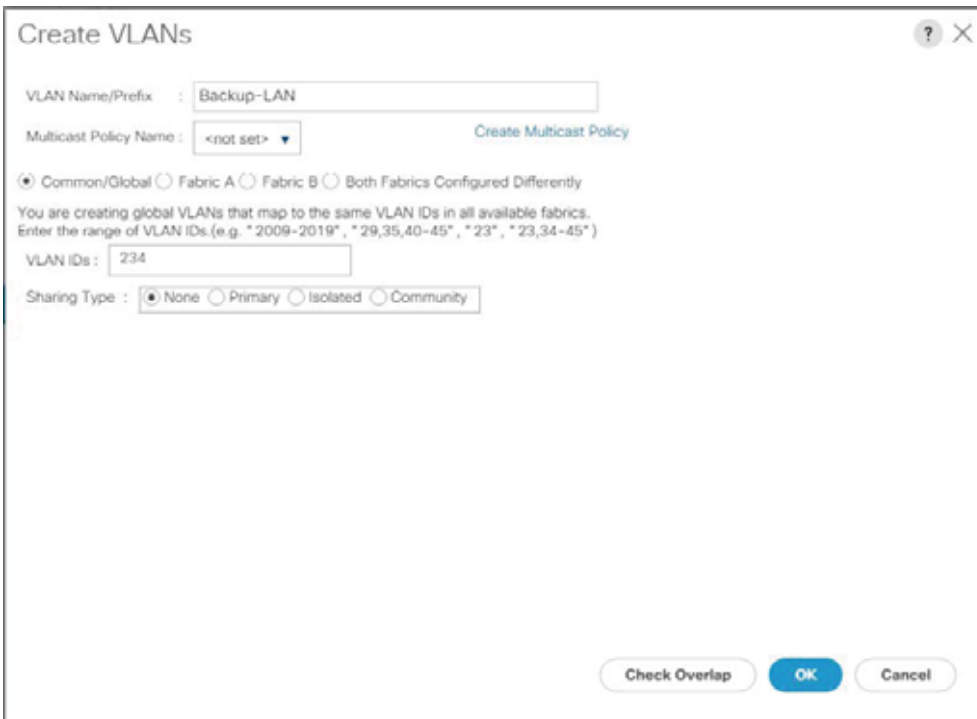 Create VLANs
?
VLAN Name/Prefix : Backup-LAN
Multicast Policy Name : <not set> Create Multicast Policy
Common/Global Fabric A Fabric B Both Fabrics Configured Differently
You are creating global VLANs that map to the same VLAN IDs in all available fabrics.
Enter the range of VLAN IDs.(e.g. "2009-2019" , "29,35,40-45" , "23" , "23,34-45" )
VLAN IDs : 234
Sharing Type : None Primary Isolated Community
Check Overlap OK Cancel